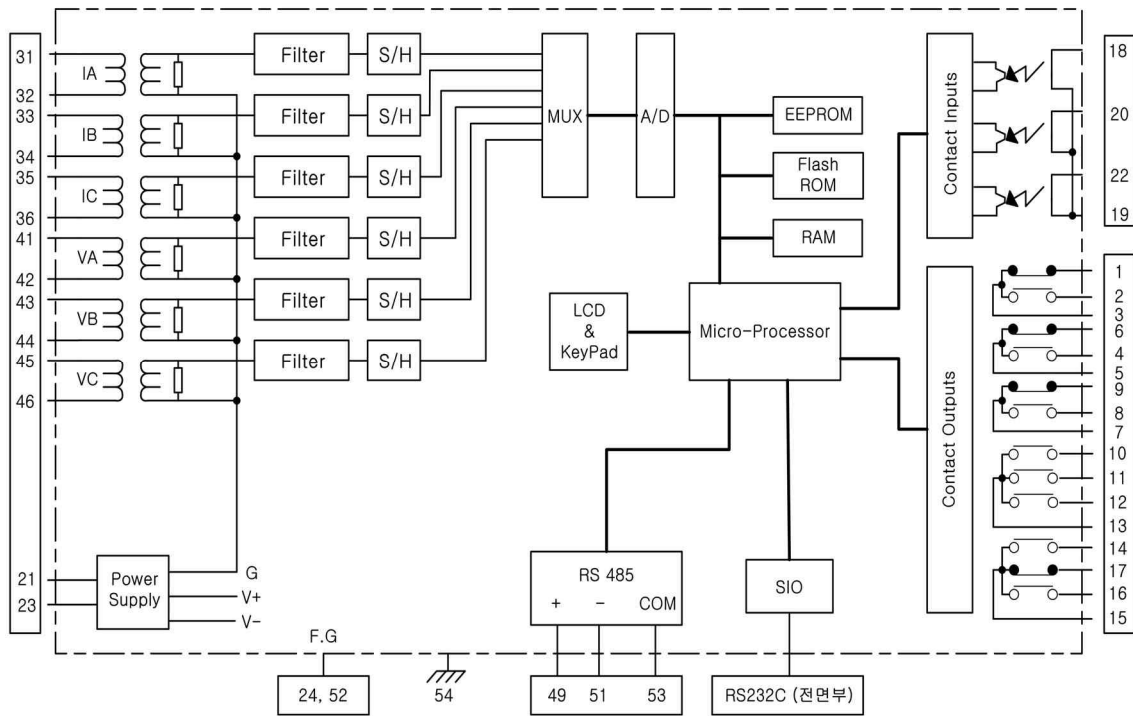 31
IA
32
33
IB
34
35
IC
36
41
VA
42
43
VB
44
45
VC
46
21
23
Filter
S/H
Filter
S/H
Filter
S/H
Filter
S/H
Filter
S/H
Filter
S/H
MUX
A/D
EEPROM
Flash
ROM
RAM
LCD
&
KeyPad
Micro-Processor
Contact Inputs
18
20
22
19
Contact Outputs
1
2
3
6
4
5
9
8
7
10
11
12
13
14
17
16
15
Power
Supply
G
V+
V-
RS 485
+ - COM
SIO
F.G
24, 52
54
49 51 53
RS232C (전면부)